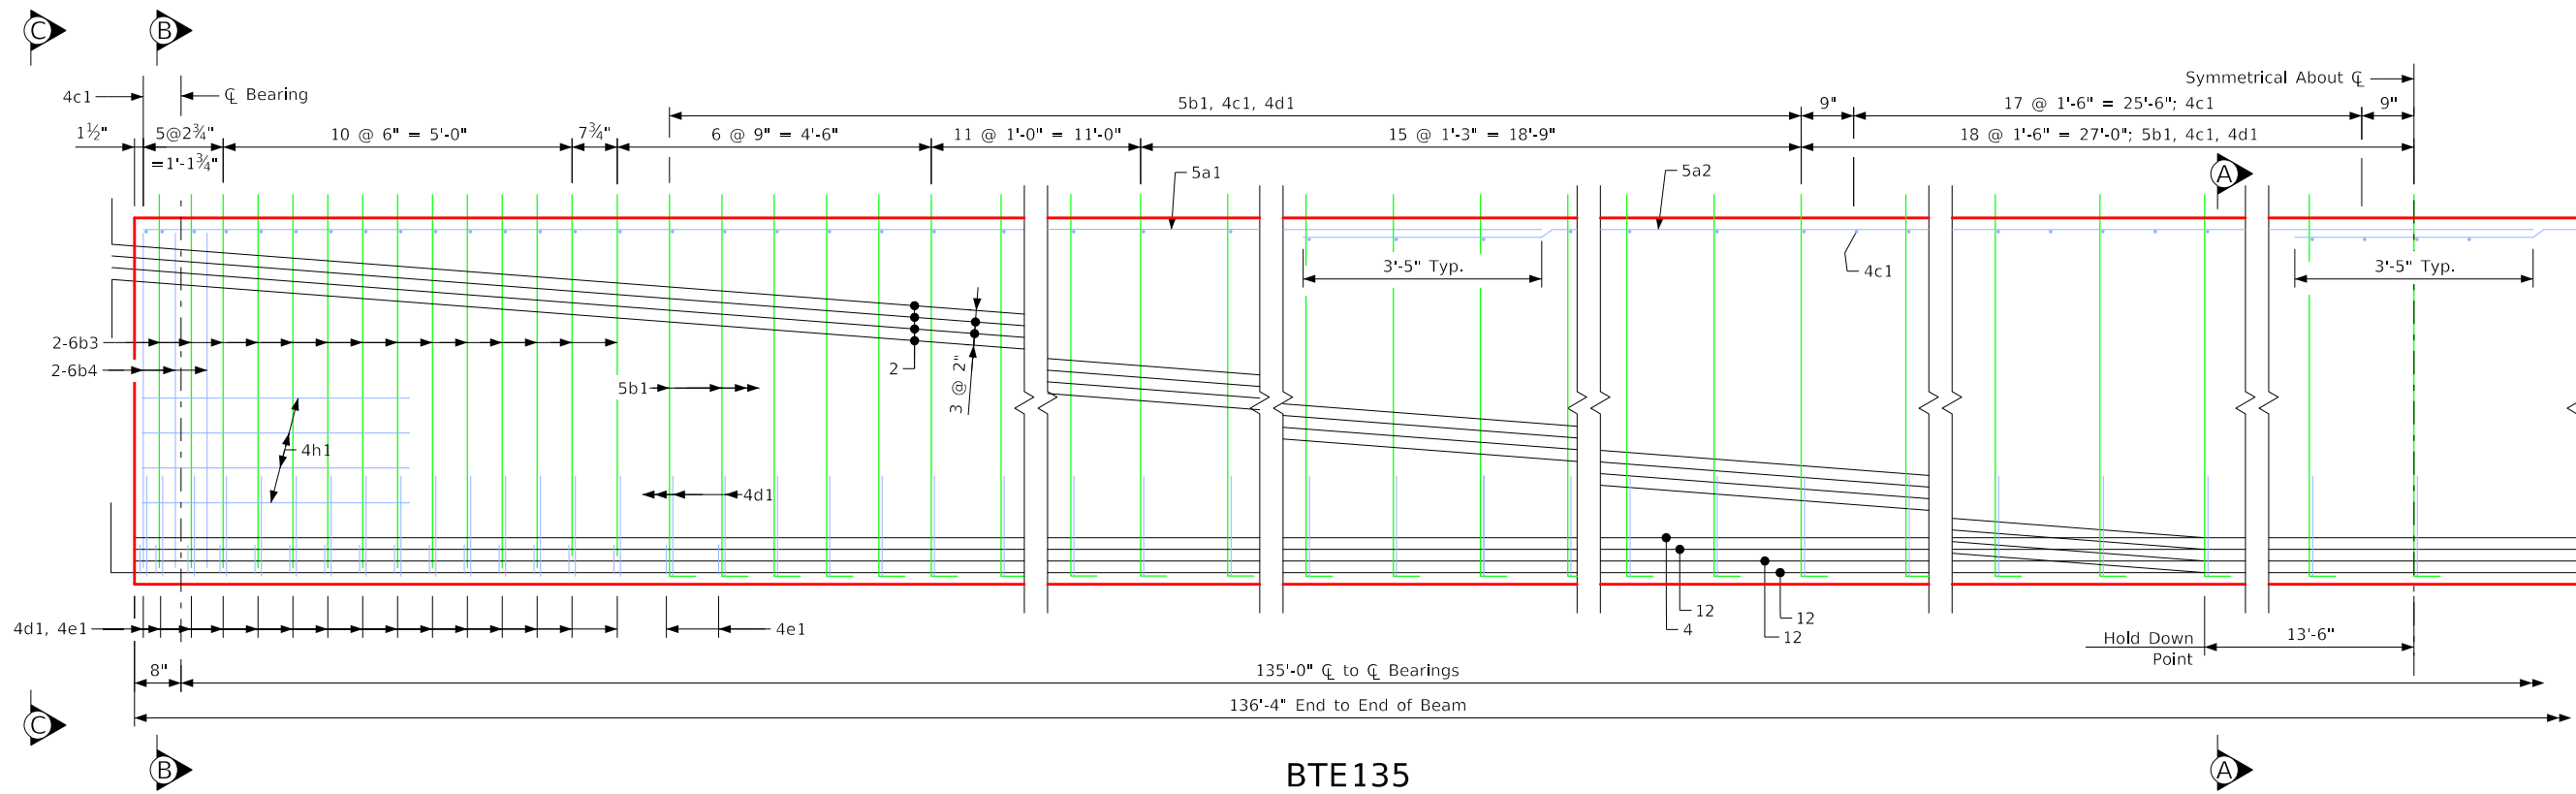 C
B
Symmetrical About ℄
4c1
℄ Bearing
5b1, 4c1, 4d1
9"
17 @ 1'-6" = 25'-6"; 4c1
9"
1½"
5@2¾"
=1'-1¾"
10 @ 6" = 5'-0"
7¾"
6 @ 9" = 4'-6"
11 @ 1'-0" = 11'-0"
15 @ 1'-3" = 18'-9"
18 @ 1'-6" = 27'-0"; 5b1, 4c1, 4d1
5a1
5a2
A
3'-5" Typ.
4c1
3'-5" Typ.
2-6b3
2-6b4
2
3 @ 2"
5b1
4h1
4d1
12
4
12
12
4d1, 4e1
4e1
Hold Down
Point
13'-6"
8"
135'-0" ℄ to ℄ Bearings
136'-4" End to End of Beam
C
B
A
BTE135